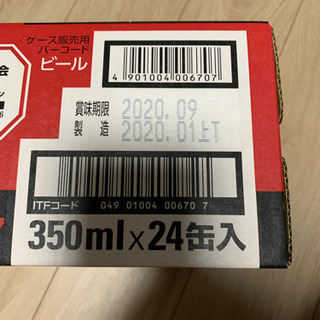 会
ケース販売用
バーコード
ビール
4 901004 006707
賞味期限 2020.09
製造 2020.01上T
ITFコード 049 01004 00670 7
350ml×24缶入